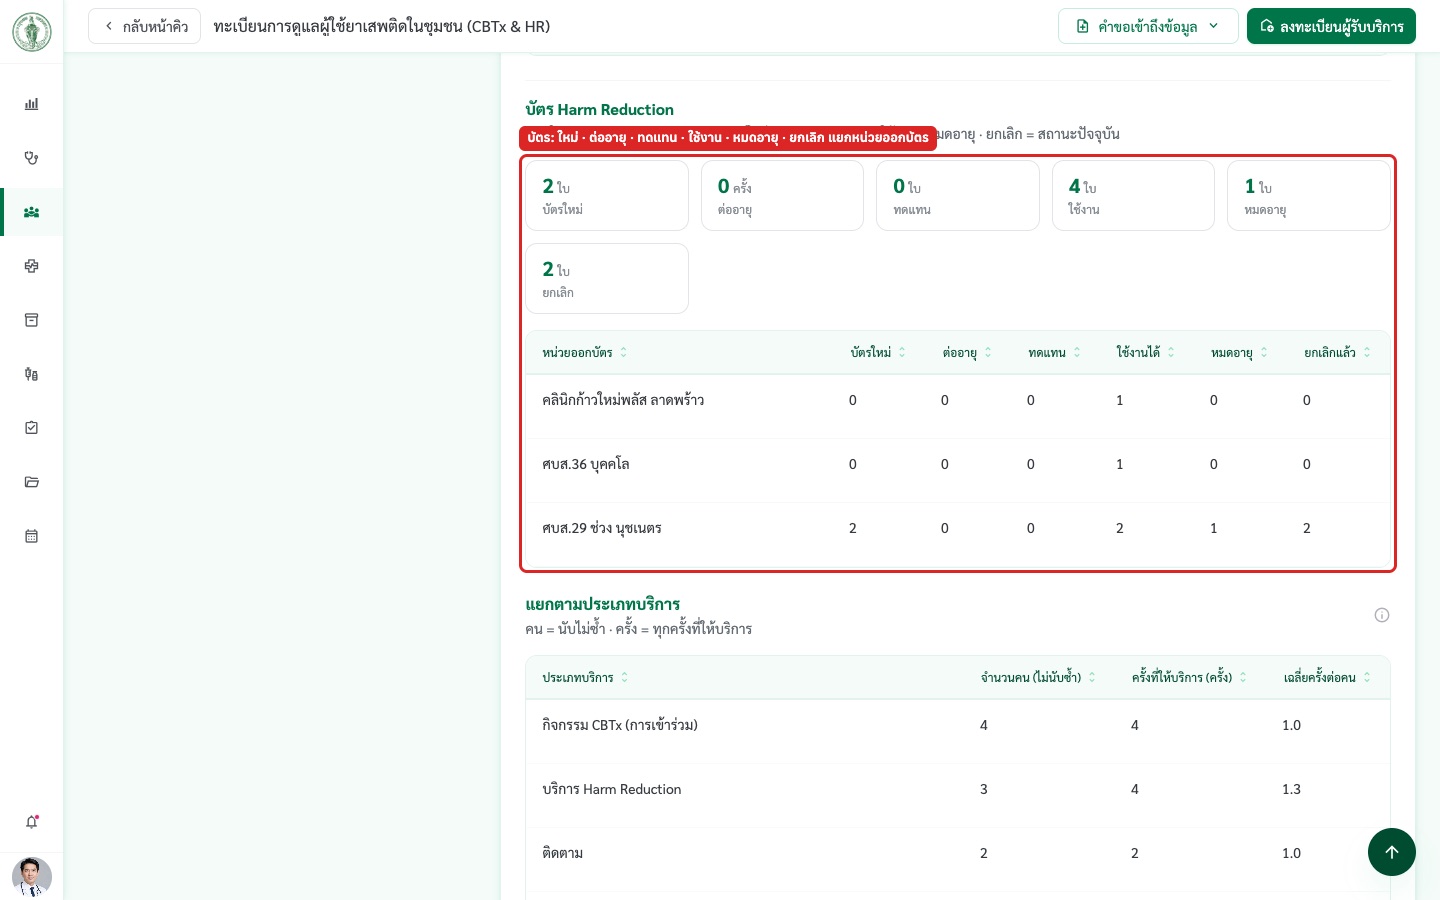 กลับหน้าคิว
ทะเบียนการดูแลผู้ใช้ยาเสพติดในชุมชน (CBTx & HR)
คำขอเข้าถึงข้อมูล
ลงทะเบียนผู้รับบริการ
บัตร Harm Reduction
มดอายุ · ยกเลิก = สถานะปัจจุบัน
บัตร: ใหม่ · ต่ออายุ · ทดแทน · ใช้งาน · หมดอายุ · ยกเลิก แยกหน่วยออกบัตร
2 ใบ
บัตรใหม่
0 ครั้ง
ต่ออายุ
0 ใบ
ทดแทน
4 ใบ
ใช้งาน
1 ใบ
หมดอายุ
2 ใบ
ยกเลิก
หน่วยออกบัตร บัตรใหม่ ต่ออายุ ทดแทน ใช้งานได้ หมดอายุ ยกเลิกแล้ว
คลินิกก้าวใหม่พลัส ลาดพร้าว 0 0 0 1 0 0
ศบส.36 บุคคโล 0 0 0 1 0 0
ศบส.29 ช่วง นุชเนตร 2 0 0 2 1 2
แยกตามประเภทบริการ
คน = นับไม่ซ้ำ · ครั้ง = ทุกครั้งที่ให้บริการ
ประเภทบริการ จำนวนคน (ไม่นับซ้ำ) ครั้งที่ให้บริการ (ครั้ง) เฉลี่ยครั้งต่อคน
กิจกรรม CBTx (การเข้าร่วม) 4 4 1.0
บริการ Harm Reduction 3 4 1.3
ติดตาม 2 2 1.0